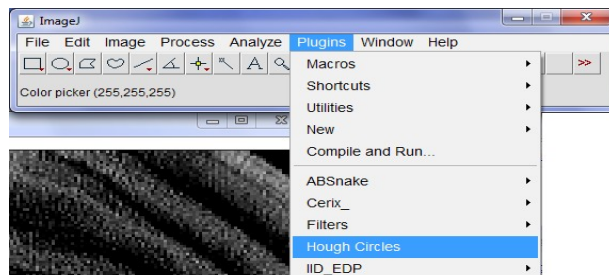 ImageJ
File Edit Image Process Analyze Plugins Window Help
A >>
Color picker (255,255,255)
Macros
Shortcuts
Utilities
New
Compile and Run...
ABSnake
Cerix_
Filters
Hough Circles
IID_EDP